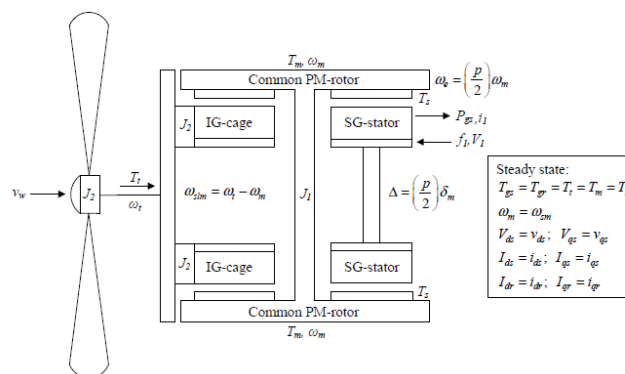 T_m, ω_m
Common PM-rotor
ω_e = (p/2) ω_m
T_s
J_2
IG-cage
SG-stator
P_gs, i_1
f_1, V_1
v_w
J_2
T_t
ω_t
ω_slm = ω_t − ω_m
J_1
Δ = (p/2) δ_m
J_2
IG-cage
SG-stator
T_s
Common PM-rotor
T_m, ω_m
Steady state:
T_gs = T_gr = T_t = T_m = T
ω_m = ω_sm
V_ds = v_ds; V_qs = v_qs
I_ds = i_ds; I_qs = i_qs
I_dr = i_dr; I_qr = i_qr